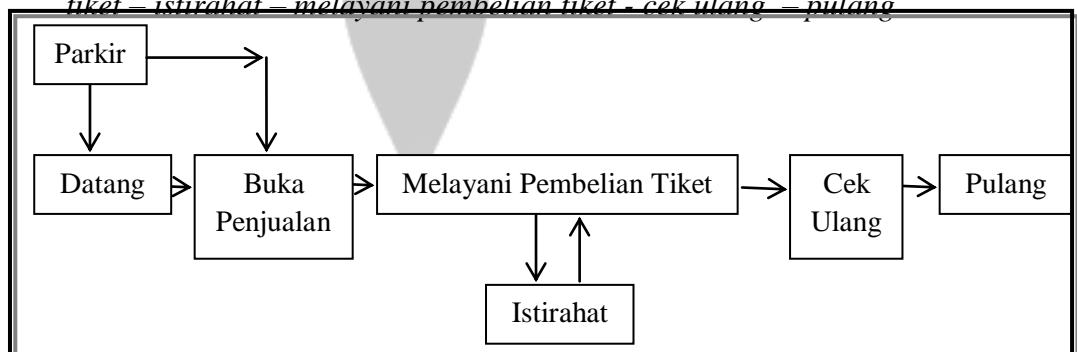 tiket – istirahat – melayani pembelian tiket - cek ulang – pulang
Parkir
Datang
Buka
Penjualan
Melayani Pembelian Tiket
Cek
Ulang
Pulang
Istirahat